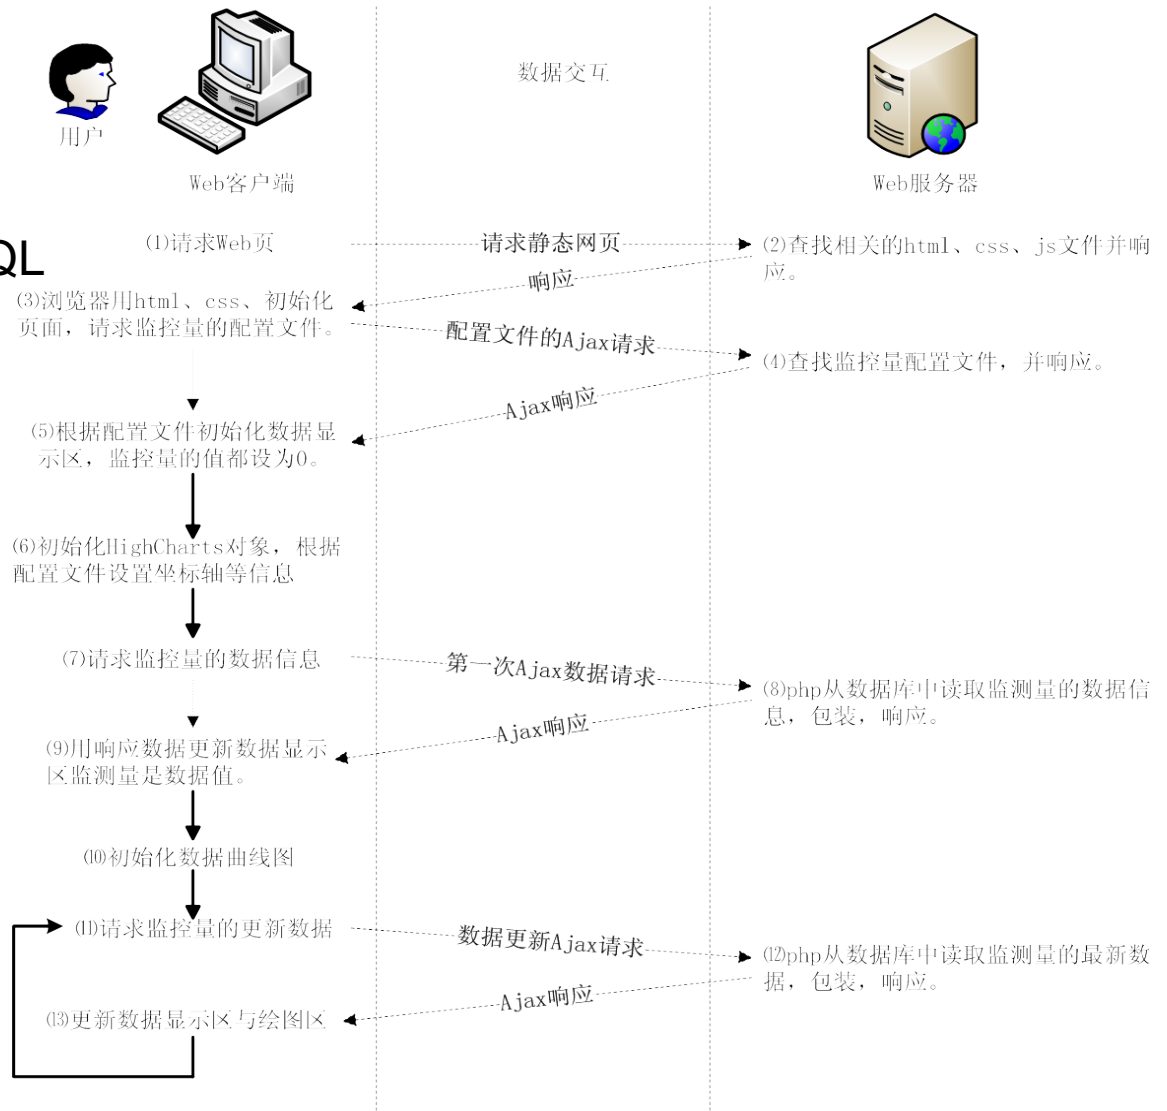 数据交互
用户
Web客户端
Web服务器
⑴请求Web页
请求静态网页
⑵查找相关的html、css、js文件并响
应。
QL
响应
⑶浏览器用html、css、初始化
页面，请求监控量的配置文件。
配置文件的Ajax请求
⑷查找监控量配置文件，并响应。
Ajax响应
⑸根据配置文件初始化数据显
示区，监控量的值都设为0。
⑹初始化HighCharts对象，根据
配置文件设置坐标轴等信息
⑺请求监控量的数据信息
第一次Ajax数据请求
⑻php从数据库中读取监测量的数据信
息，包装，响应。
Ajax响应
⑼用响应数据更新数据显示
区监测量是数据值。
⑽初始化数据曲线图
⑾请求监控量的更新数据
数据更新Ajax请求
⑿php从数据库中读取监测量的最新数
据，包装，响应。
Ajax响应
⒀更新数据显示区与绘图区